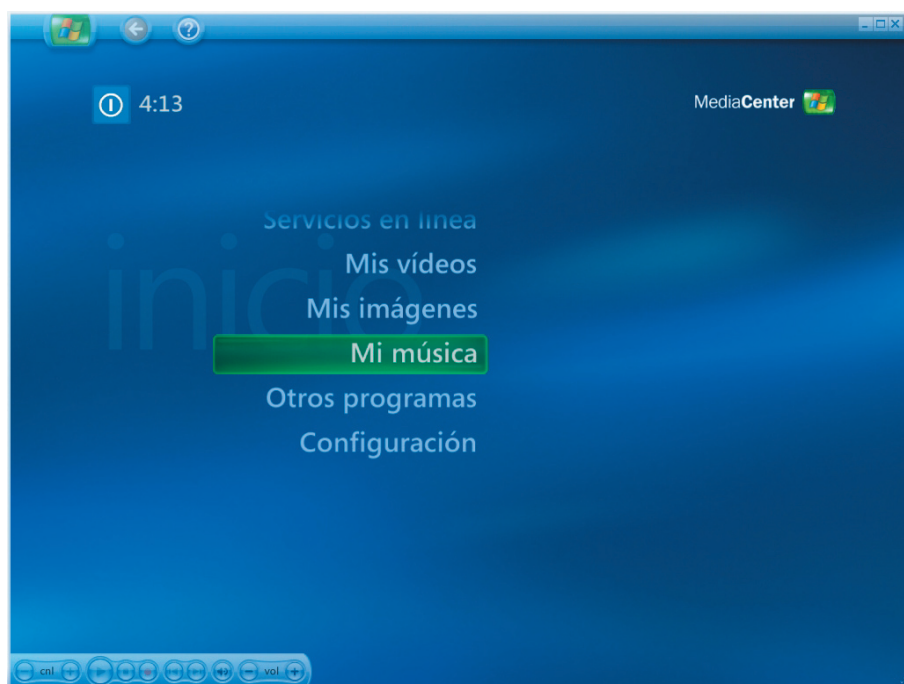 4:13
MediaCenter
inicio
Servicios en línea
Mis vídeos
Mis imágenes
Mi música
Otros programas
Configuración
cnl
vol